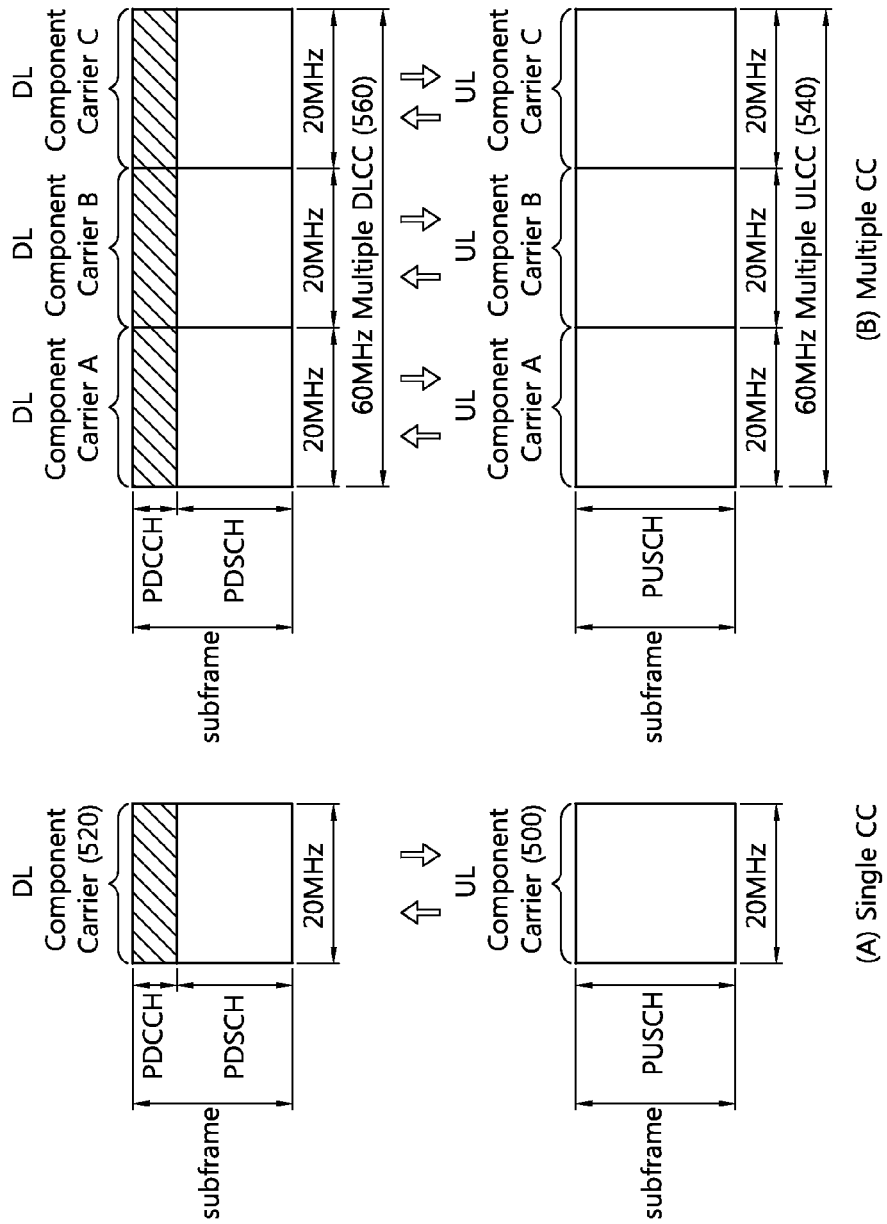 DL
Component
Carrier (520)
PDCCH
PDSCH
subframe
20MHz
UL
Component
Carrier (500)
PUSCH
subframe
20MHz
(A) Single CC
DL
Component
Carrier A
DL
Component
Carrier B
DL
Component
Carrier C
PDCCH
PDSCH
subframe
20MHz
20MHz
20MHz
60MHz Multiple DLCC (560)
UL
Component
Carrier A
UL
Component
Carrier B
UL
Component
Carrier C
PUSCH
subframe
20MHz
20MHz
20MHz
60MHz Multiple ULCC (540)
(B) Multiple CC